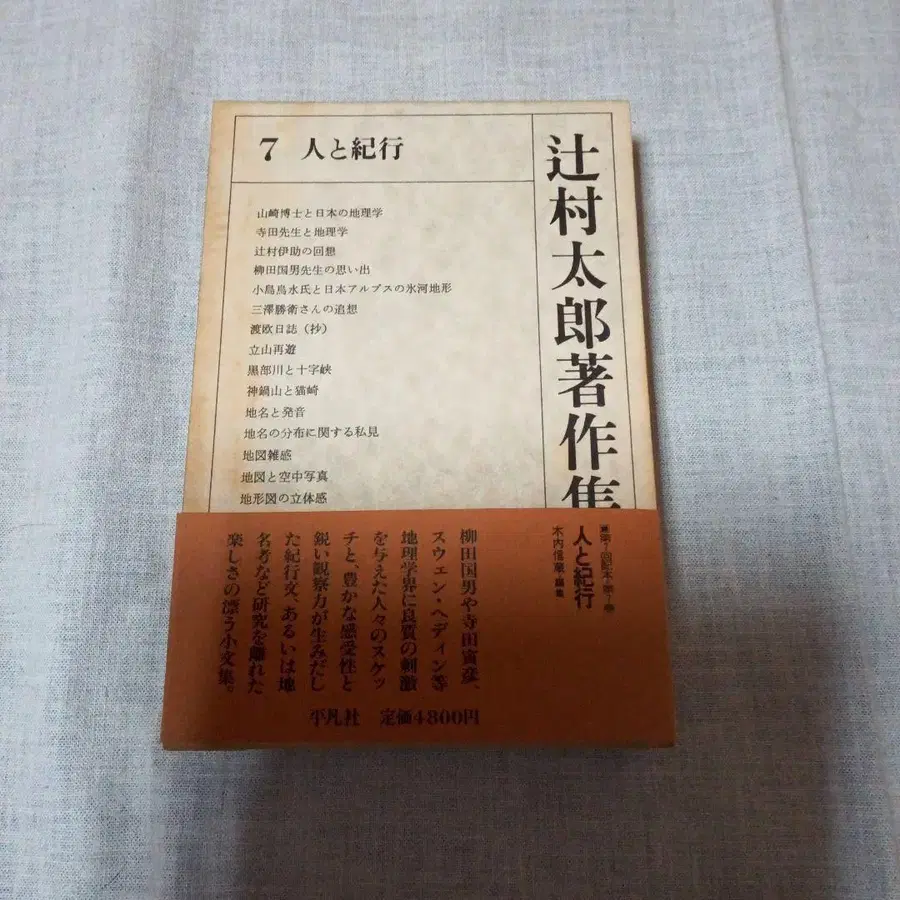 7 人と紀行
山崎博士と日本の地理学
寺田先生と地理学
辻村伊助の回想
柳田国男先生の思い出
小島烏水氏と日本アルプスの氷河地形
三澤勝衛さんの追想
渡欧日誌（抄）
立山再遊
黒部川と十字峡
神鍋山と猫崎
地名と発音
地名の分布に関する私見
地図雑感
地図と空中写真
地形図の立体感
辻村太郎著作集
人と紀行
木内信蔵・編集
柳田国男や寺田寅彦、
スウェン・ヘディン等
地理学界に良質の刺激
を与えた人々のスケッ
チと、豊かな感受性と
鋭い観察力が生みだし
た紀行文、あるいは地
名考など研究を離れた
楽しさの漂う小文集。
平凡社 定価4800円